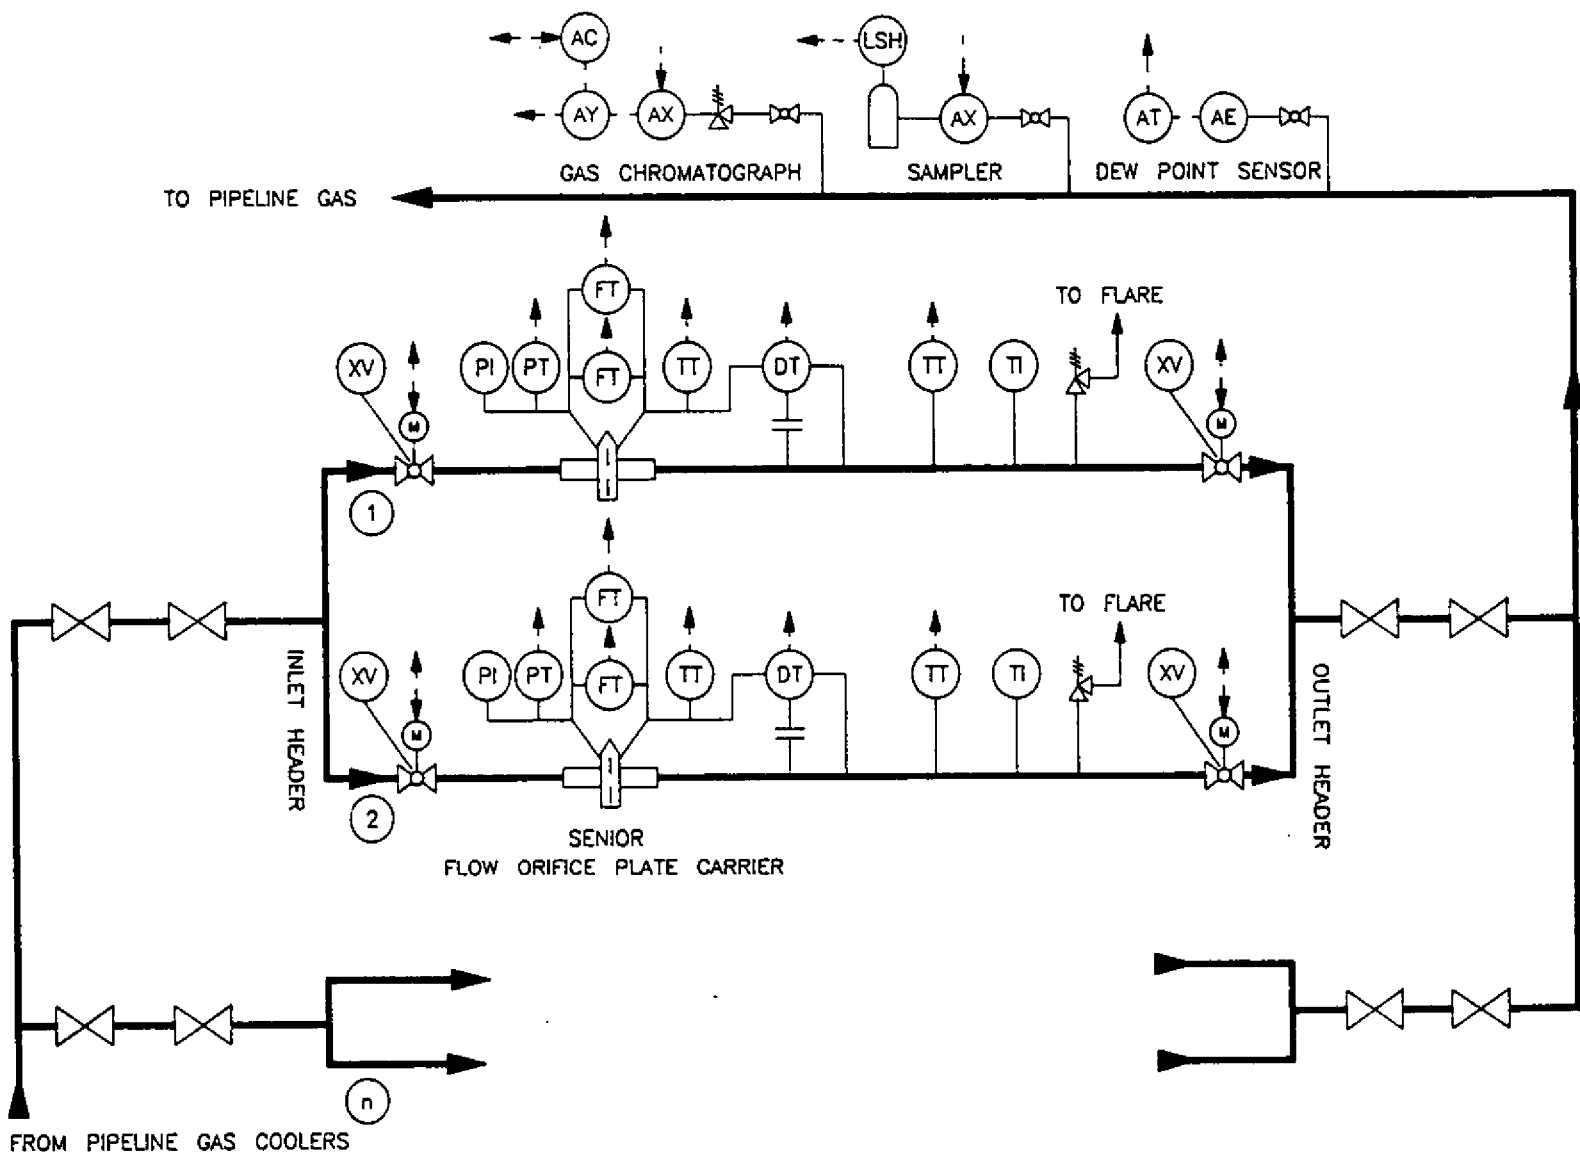 AC
LSH
AY
AX
AX
AT
AE
GAS CHROMATOGRAPH
SAMPLER
DEW POINT SENSOR
TO PIPELINE GAS
FT
TO FLARE
XV
PI
PT
FT
TT
DT
TT
TI
XV
M
M
1
FT
TO FLARE
XV
PI
PT
FT
TT
DT
TT
TI
XV
M
M
INLET HEADER
OUTLET HEADER
2
SENIOR
FLOW ORIFICE PLATE CARRIER
n
FROM PIPELINE GAS COOLERS